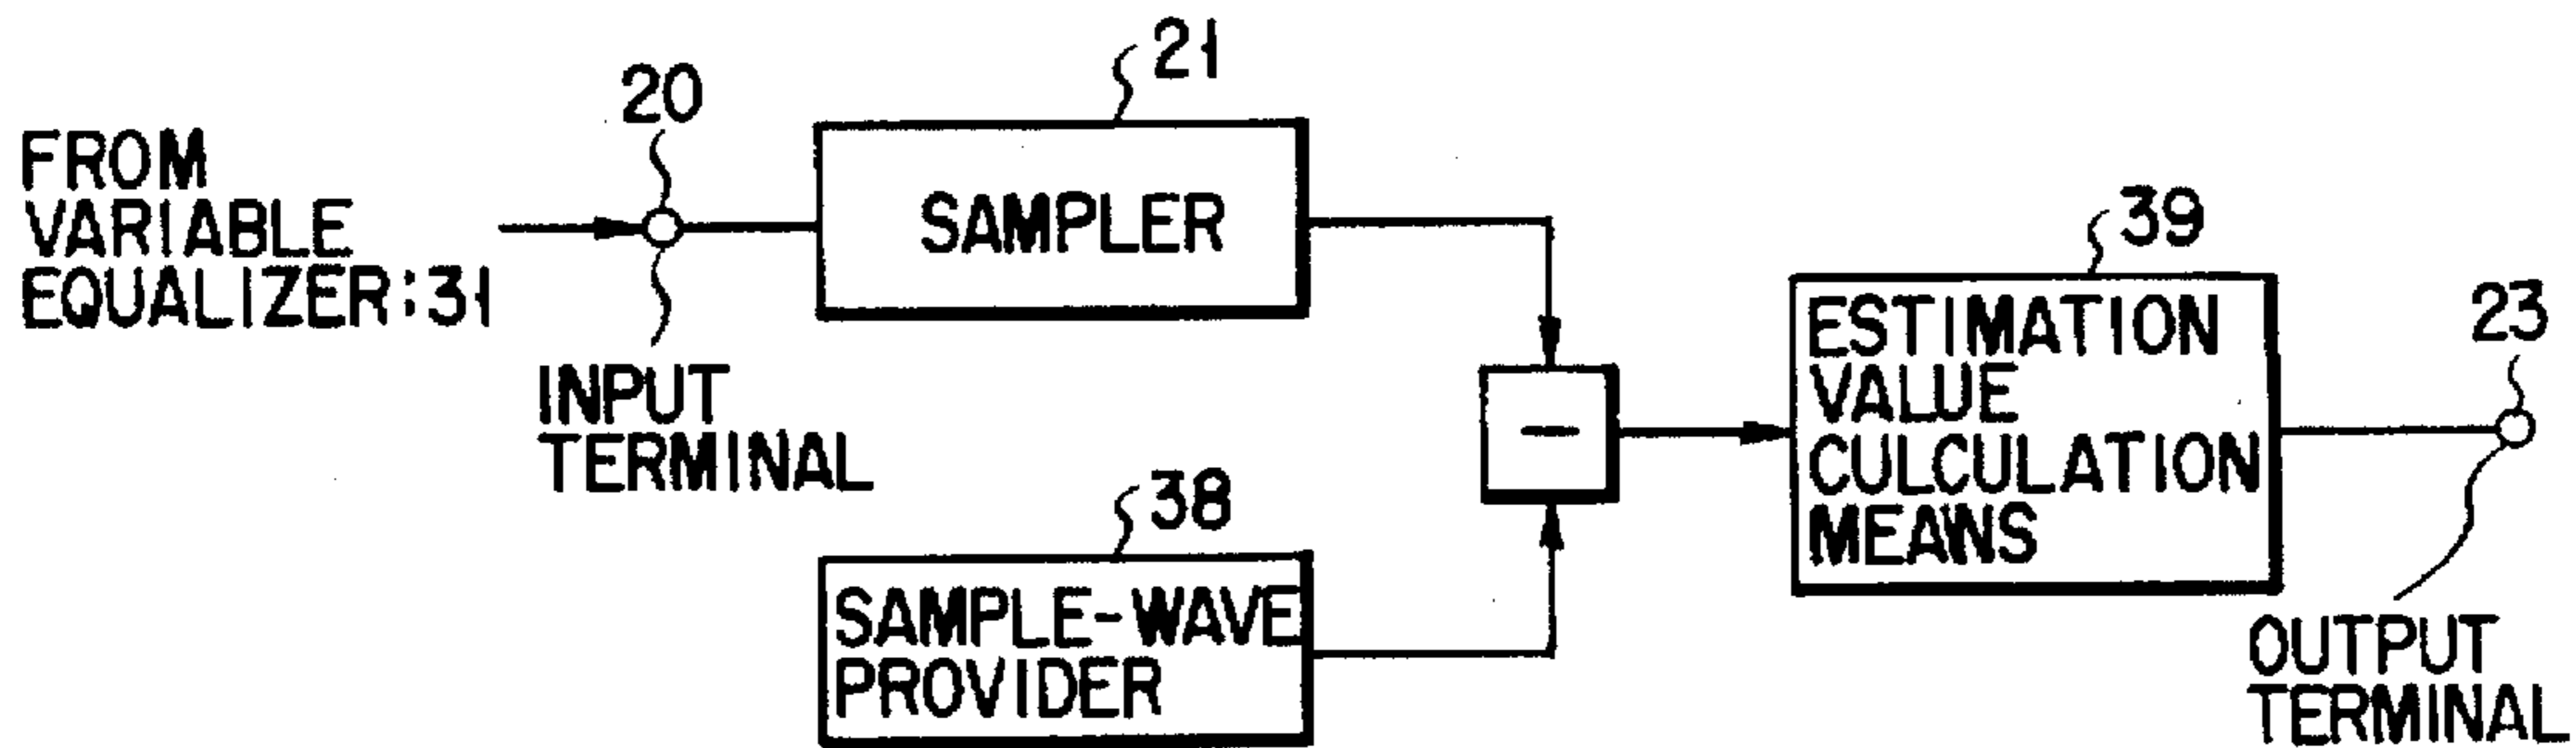 FROM
VARIABLE
EQUALIZER:31
20
INPUT
TERMINAL
21
SAMPLER
38
SAMPLE-WAVE
PROVIDER
−
39
ESTIMATION
VALUE
CULCULATION
MEANS
23
OUTPUT
TERMINAL